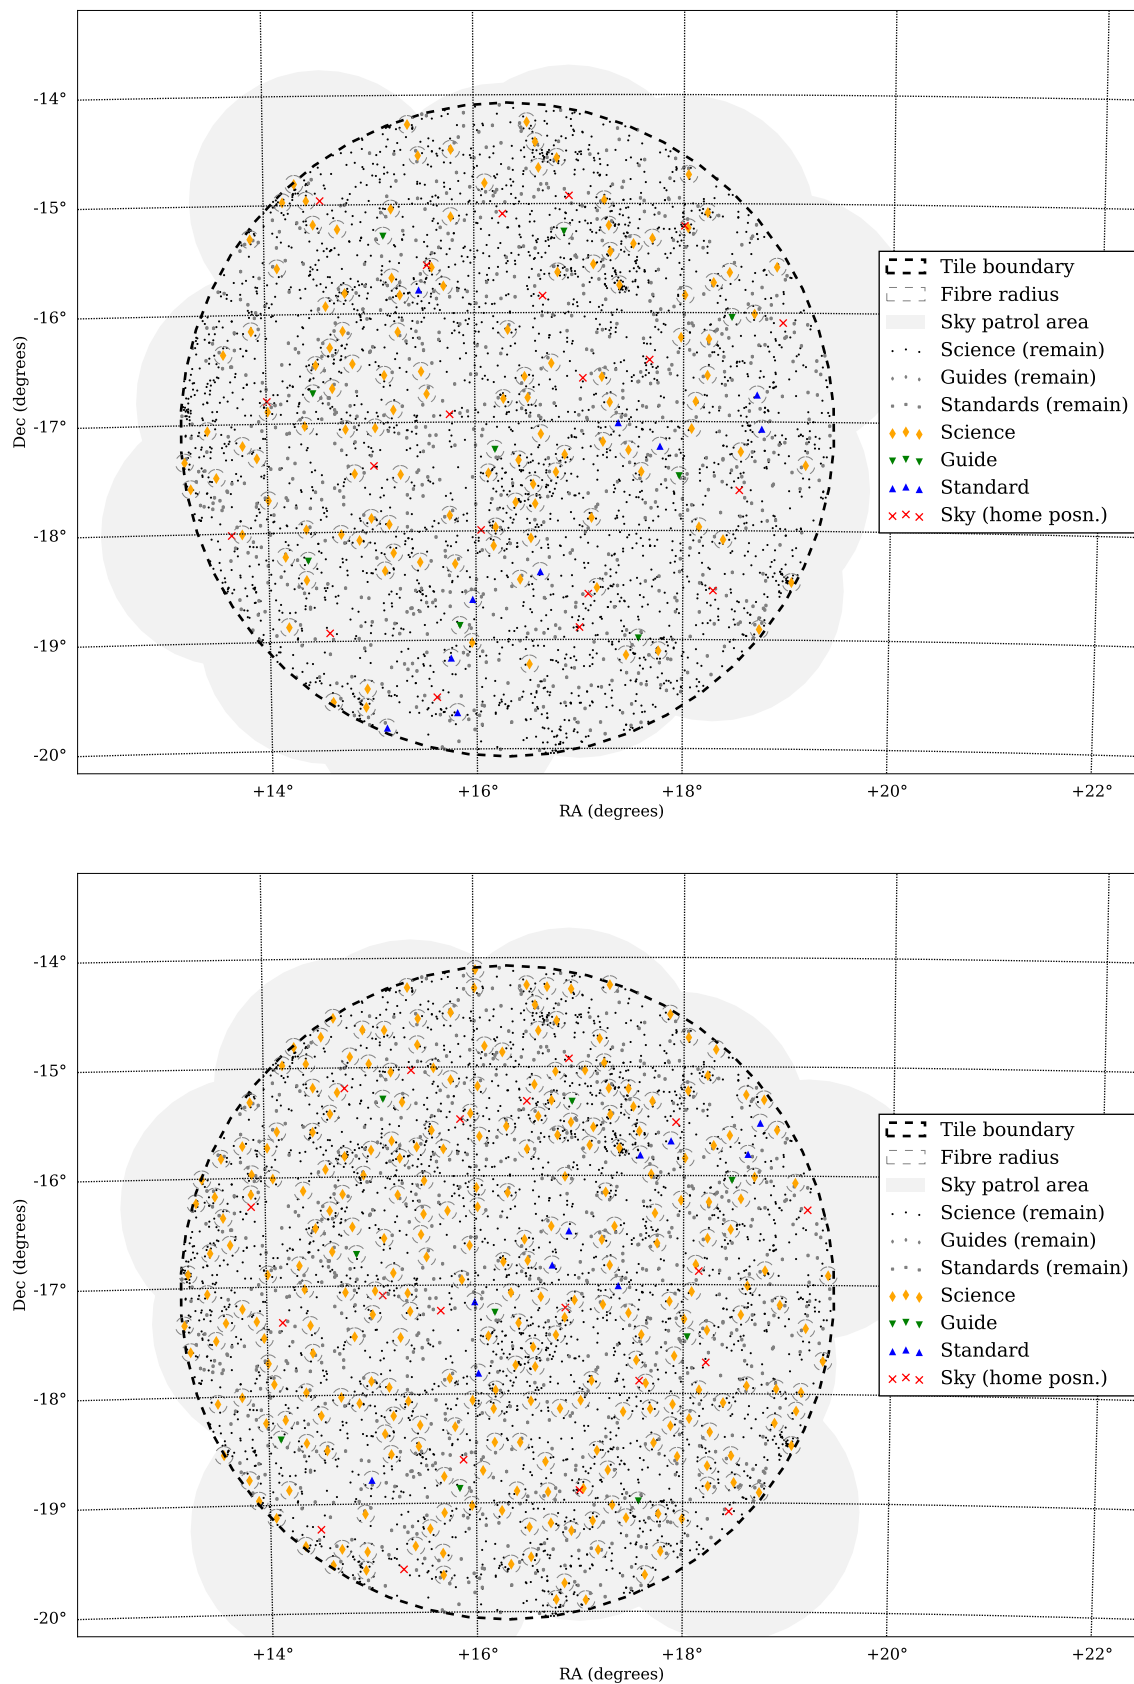 -14°
-15°
-16°
-17°
-18°
-19°
-20°
Dec (degrees)
+14°
+16°
+18°
+20°
+22°
RA (degrees)
Tile boundary
Fibre radius
Sky patrol area
Science (remain)
Guides (remain)
Standards (remain)
Science
Guide
Standard
Sky (home posn.)
-14°
-15°
-16°
-17°
-18°
-19°
-20°
Dec (degrees)
+14°
+16°
+18°
+20°
+22°
RA (degrees)
Tile boundary
Fibre radius
Sky patrol area
Science (remain)
Guides (remain)
Standards (remain)
Science
Guide
Standard
Sky (home posn.)